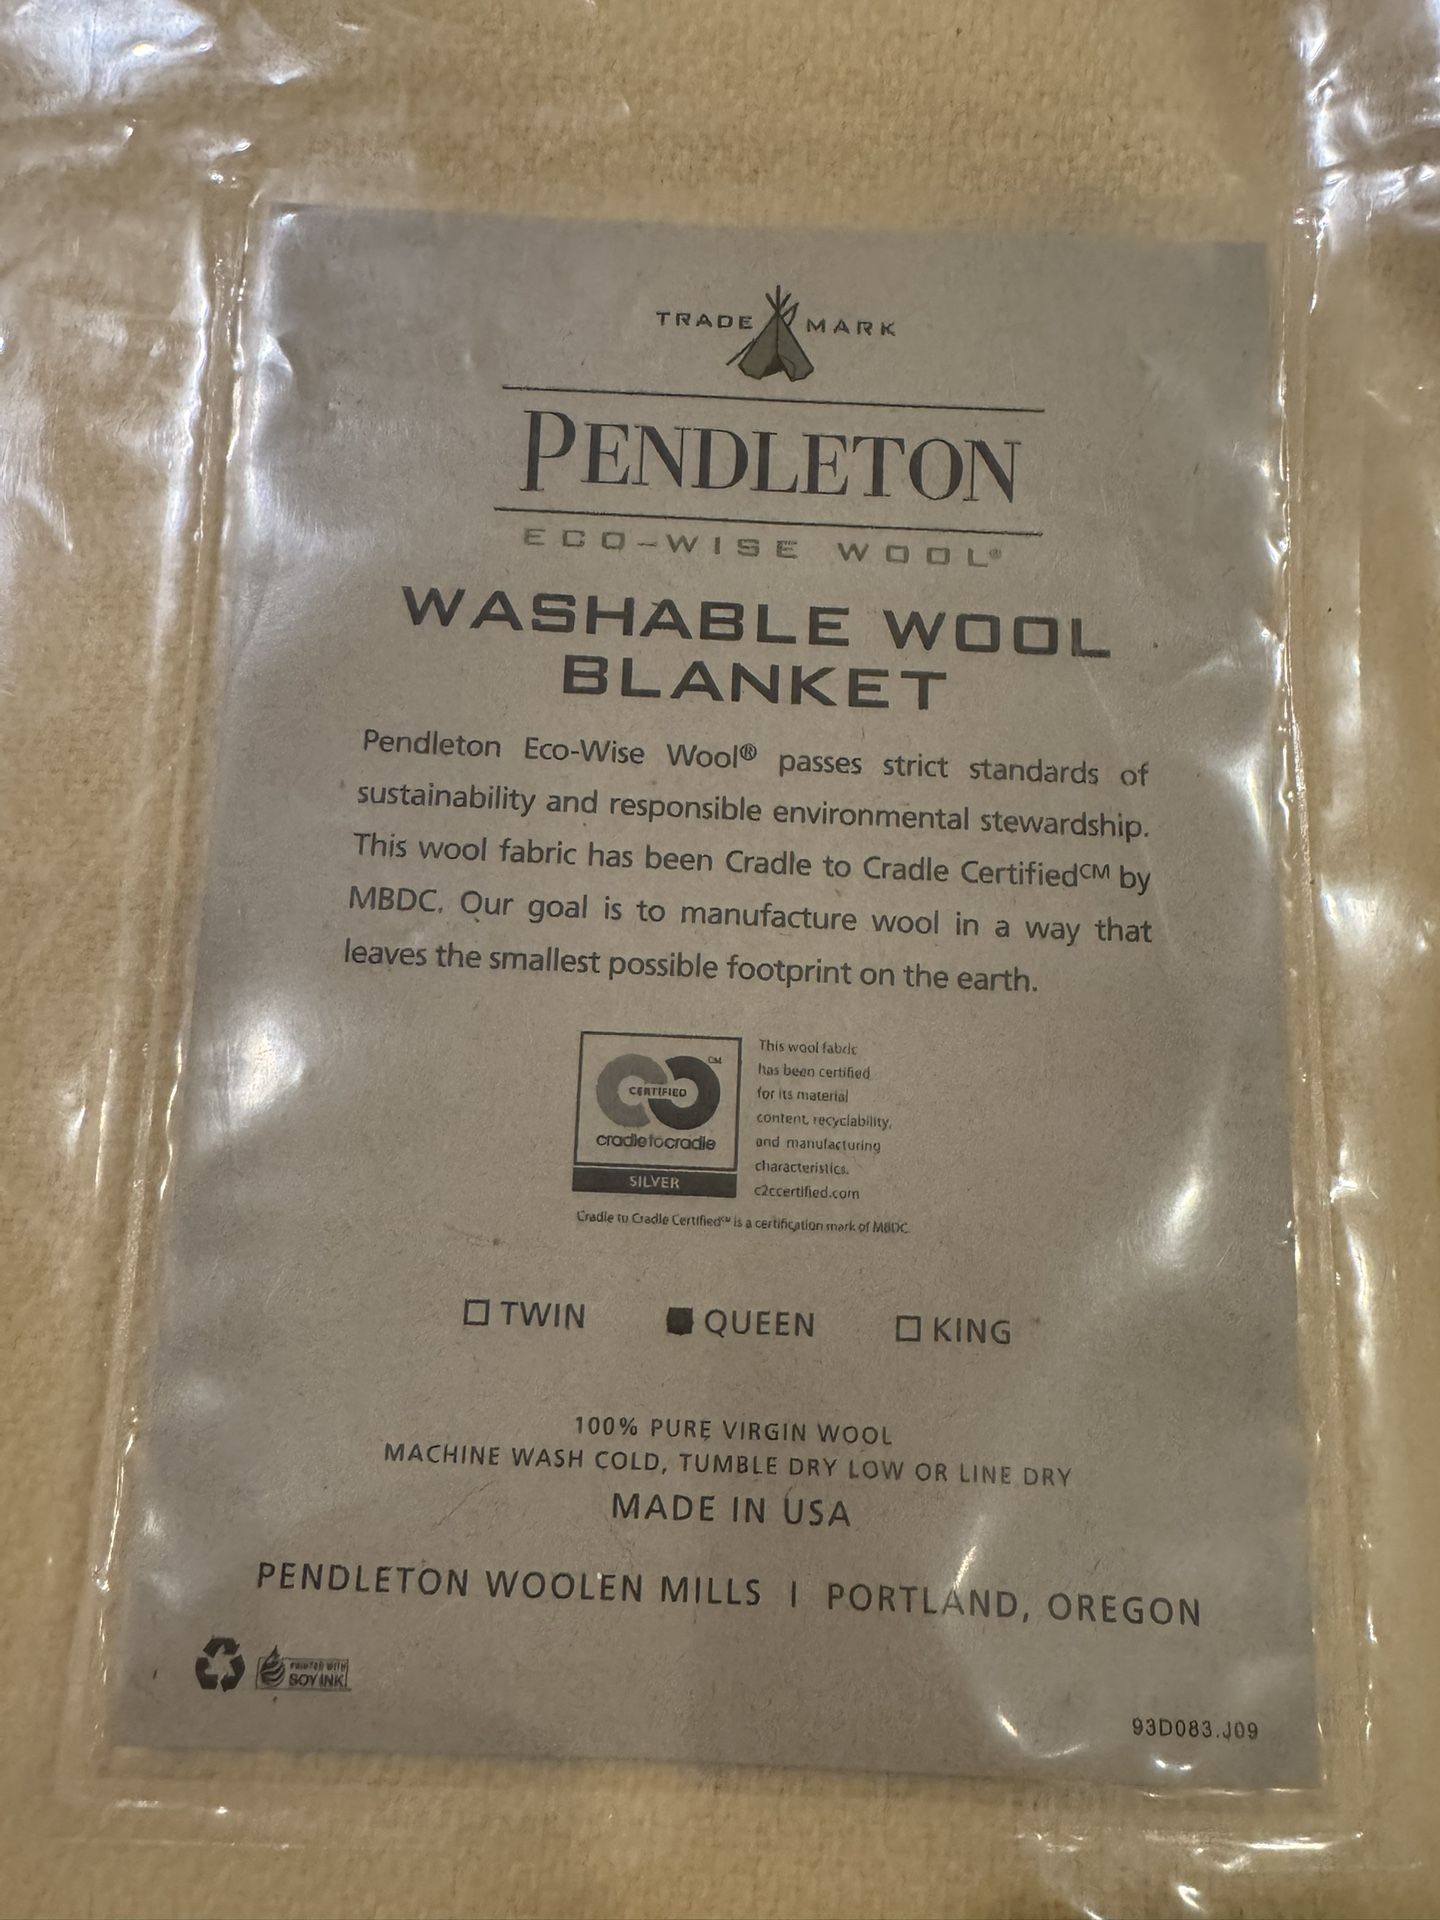 TRADE MARK
PENDLETON
ECO-WISE WOOL®
WASHABLE WOOL
BLANKET
Pendleton Eco-Wise Wool® passes strict standards of
sustainability and responsible environmental stewardship.
This wool fabric has been Cradle to Cradle Certified℠ by
MBDC. Our goal is to manufacture wool in a way that
leaves the smallest possible footprint on the earth.
CM
CERTIFIED
cradletocradle
SILVER
This wool fabric
has been certified
for its material
content, recyclability,
and manufacturing
characteristics.
c2ccertified.com
Cradle to Cradle Certifiedᶜᴹ is a certification mark of MBDC.
TWIN QUEEN KING
100% PURE VIRGIN WOOL
MACHINE WASH COLD, TUMBLE DRY LOW OR LINE DRY
MADE IN USA
PENDLETON WOOLEN MILLS | PORTLAND, OREGON
PRINTED WITH
SOY INK
93D083.J09